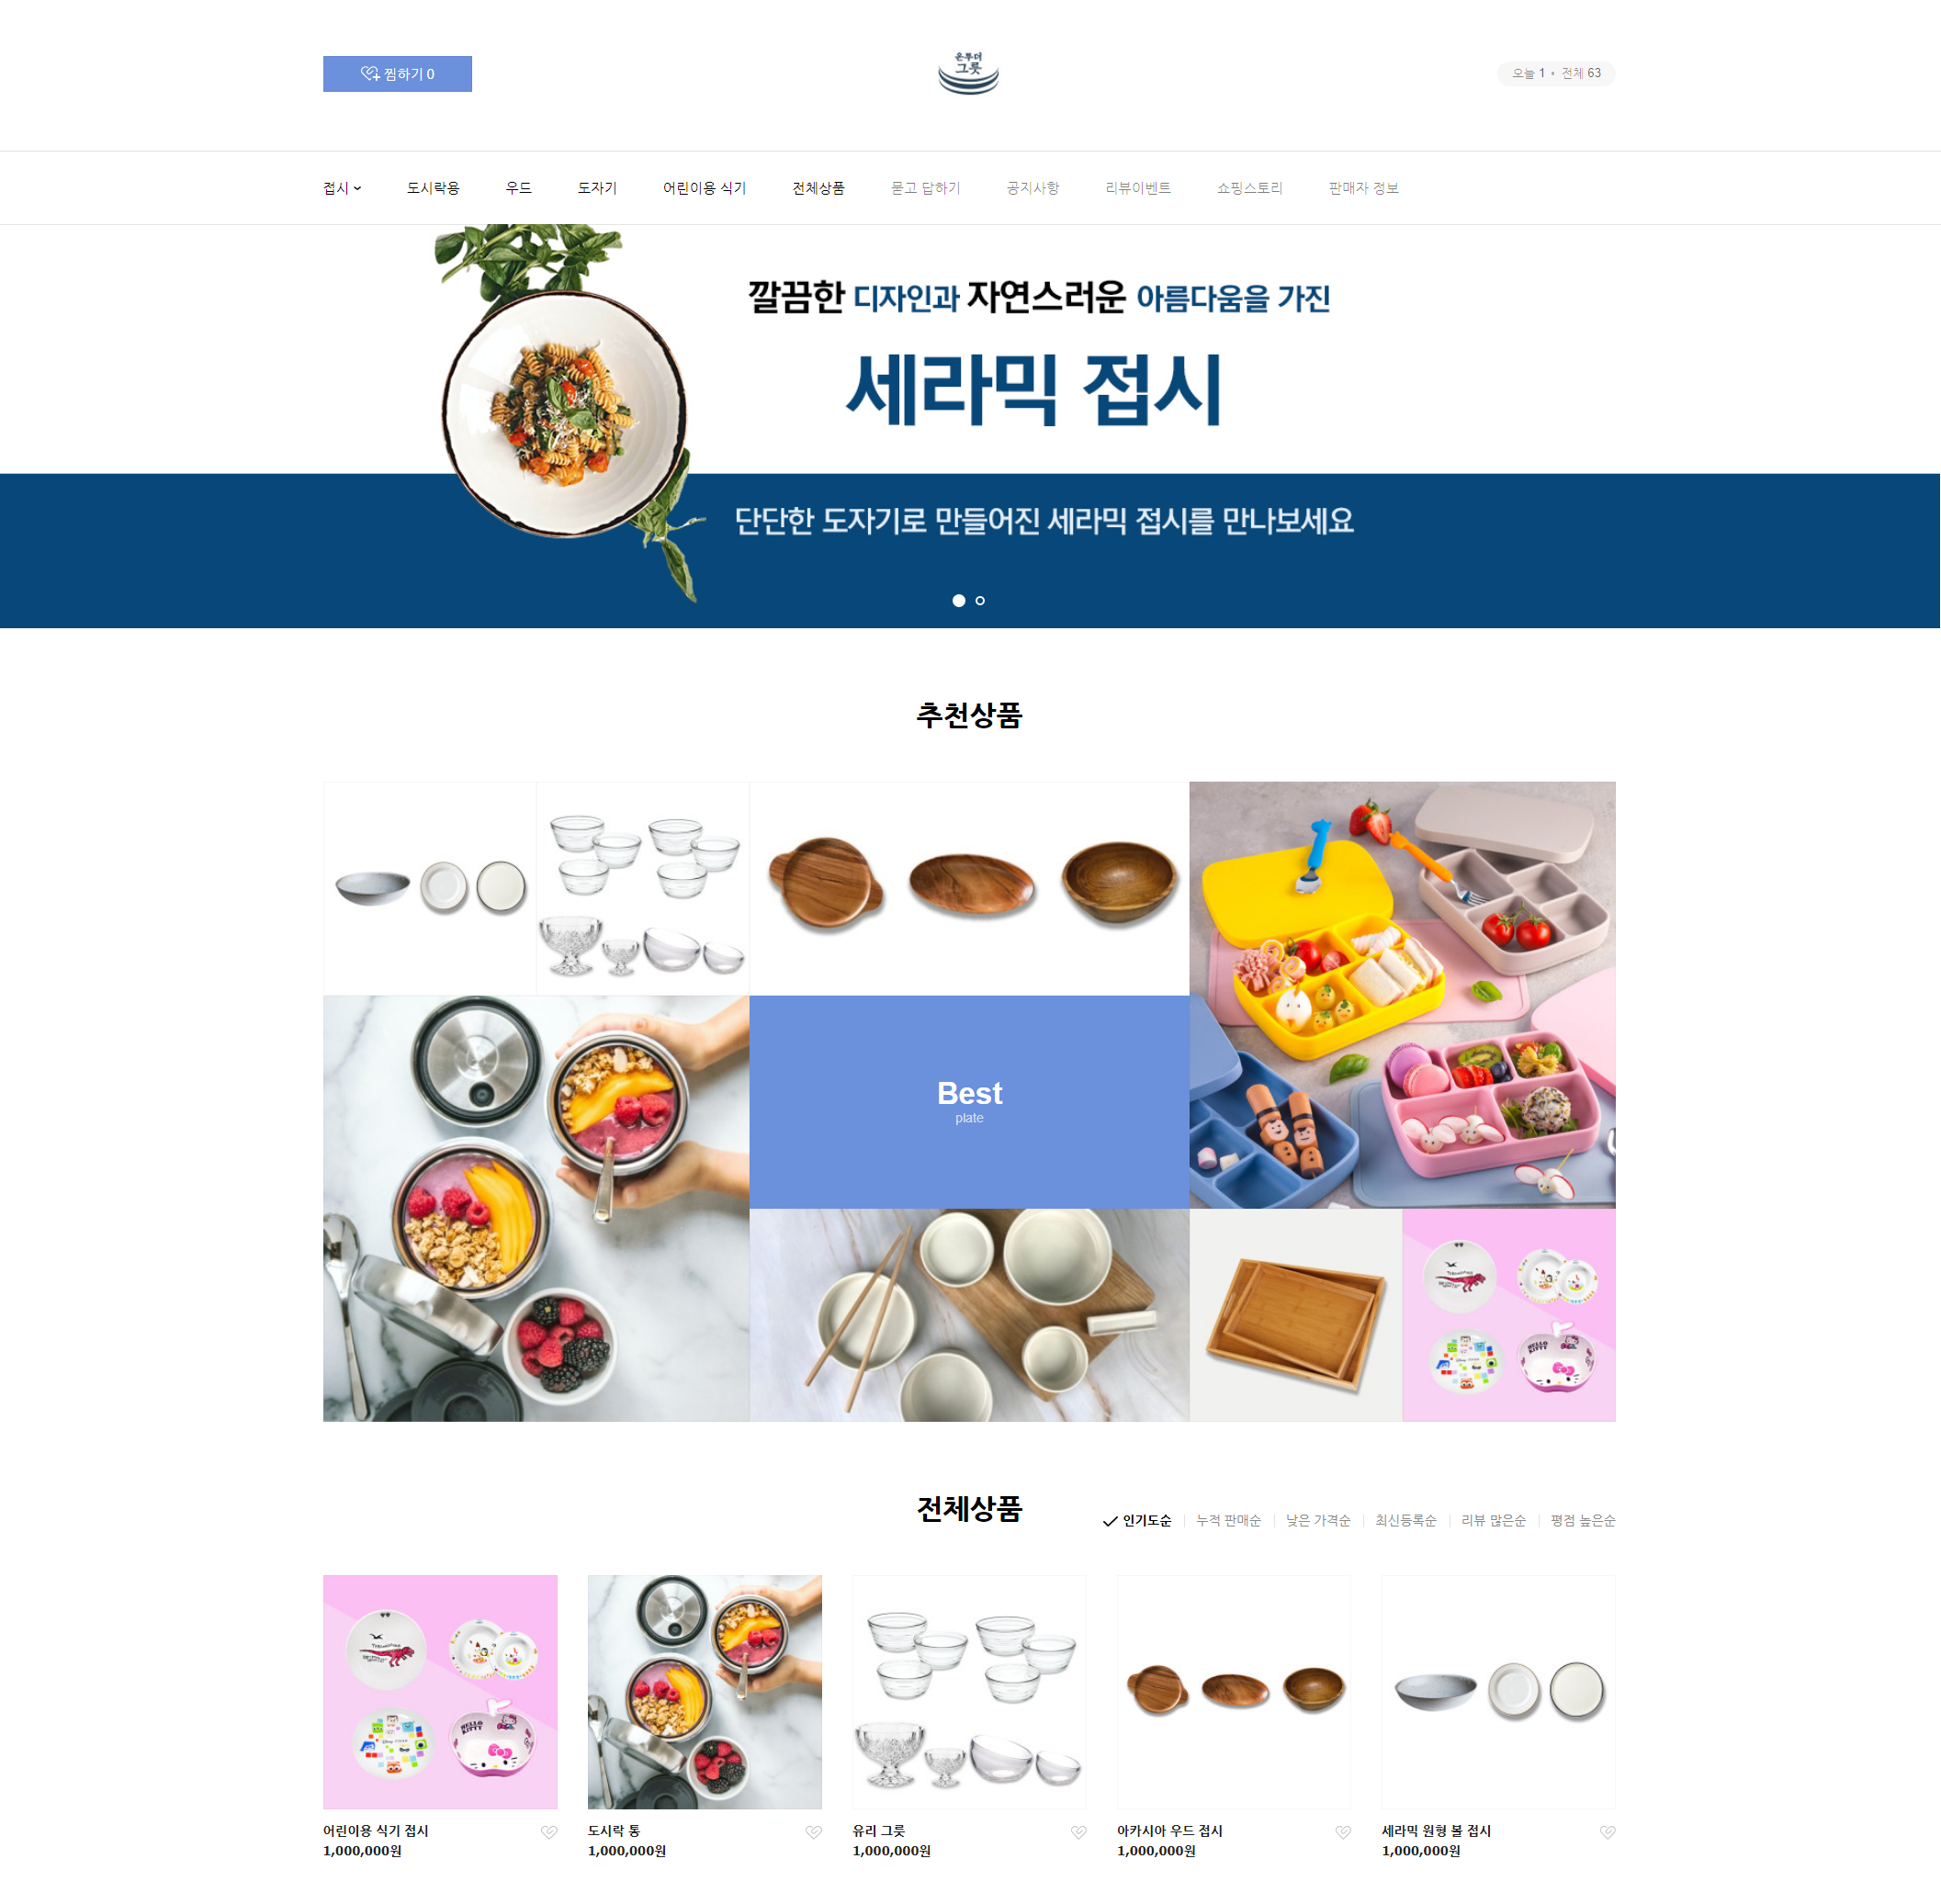 찜하기 0
온투더
그릇
오늘 1 • 전체 63
접시 도시락용 우드 도자기 어린이용 식기 전체상품 묻고 답하기 공지사항 리뷰이벤트 쇼핑스토리 판매자 정보
깔끔한 디자인과 자연스러운 아름다움을 가진
세라믹 접시
단단한 도자기로 만들어진 세라믹 접시를 만나보세요
추천상품
Best
plate
HELLO
KITTY
전체상품
인기도순 누적 판매순 낮은 가격순 최신등록순 리뷰 많은순 평점 높은순
HELLO
KITTY
어린이용 식기 접시
1,000,000원
도시락 통
1,000,000원
유리 그릇
1,000,000원
아카시아 우드 접시
1,000,000원
세라믹 원형 볼 접시
1,000,000원